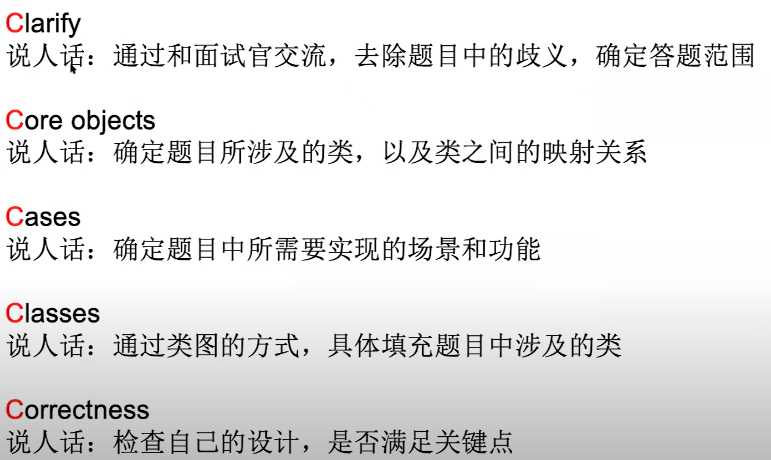 Clarify
说人话：通过和面试官交流，去除题目中的歧义，确定答题范围
Core objects
说人话：确定题目所涉及的类，以及类之间的映射关系
Cases
说人话：确定题目中所需要实现的场景和功能
Classes
说人话：通过类图的方式，具体填充题目中涉及的类
Correctness
说人话：检查自己的设计，是否满足关键点